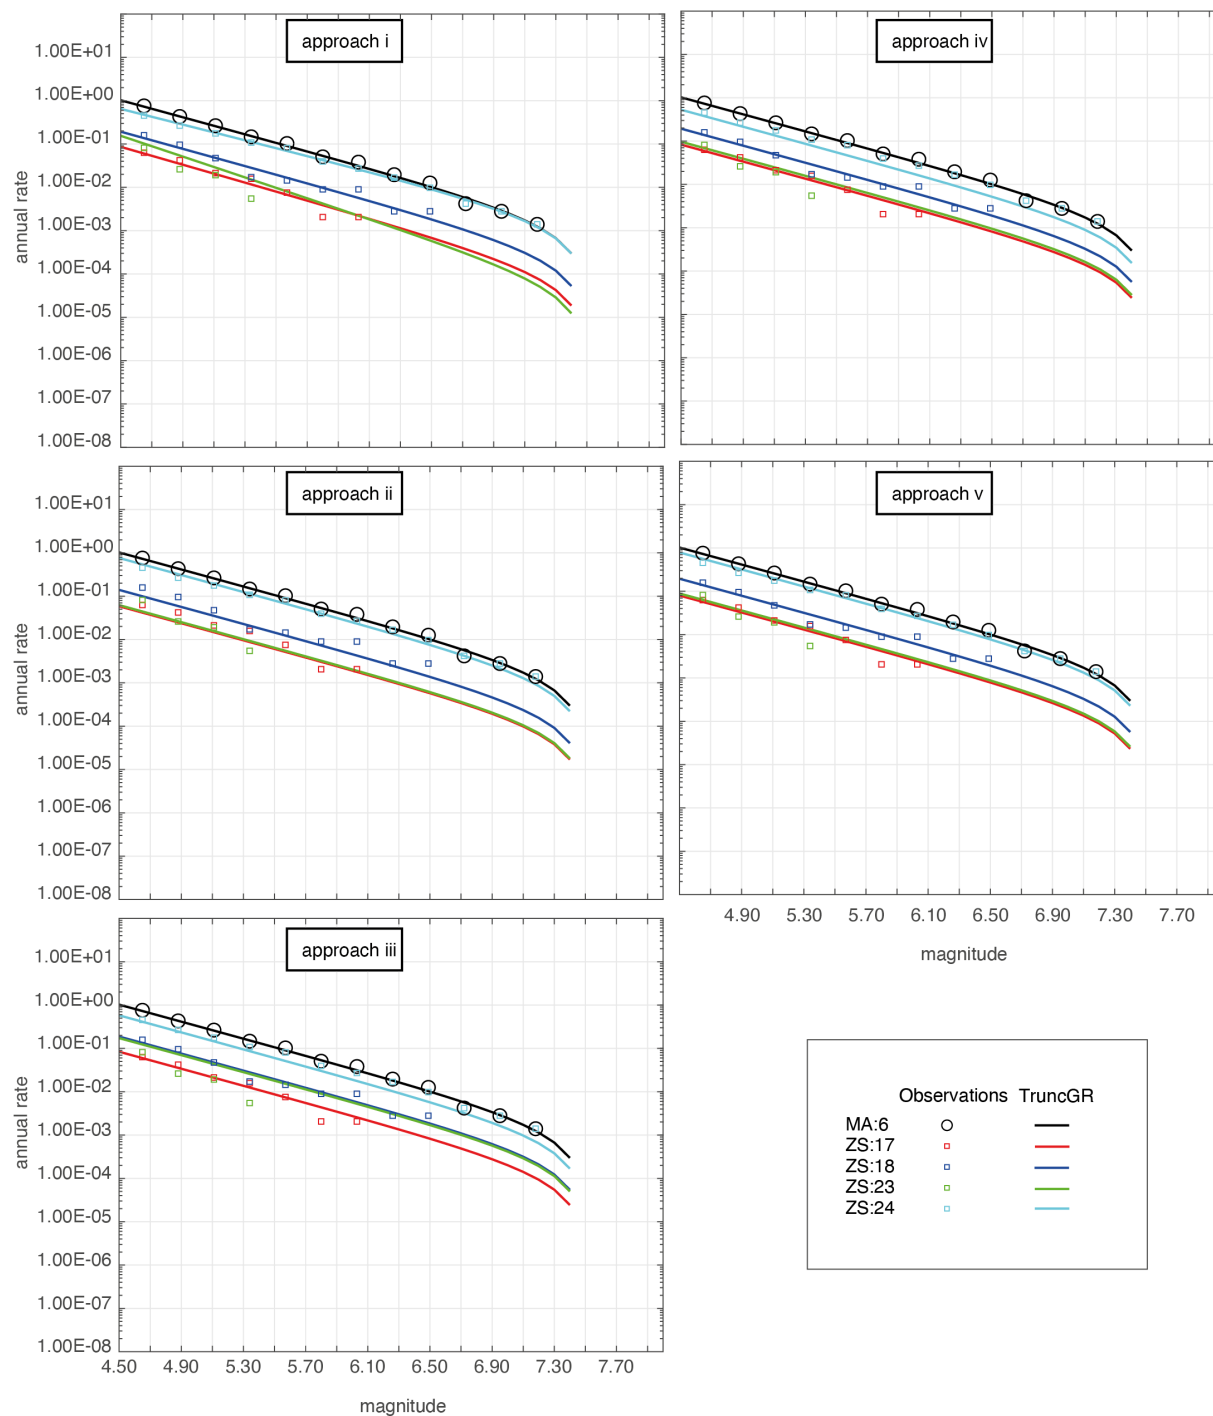 approach i
annual rate
1.00E+01
1.00E+00
1.00E-01
1.00E-02
1.00E-03
1.00E-04
1.00E-05
1.00E-06
1.00E-07
1.00E-08
approach iv
approach ii
annual rate
1.00E+01
1.00E+00
1.00E-01
1.00E-02
1.00E-03
1.00E-04
1.00E-05
1.00E-06
1.00E-07
1.00E-08
approach v
4.90 5.30 5.70 6.10 6.50 6.90 7.30 7.70
magnitude
approach iii
annual rate
1.00E+01
1.00E+00
1.00E-01
1.00E-02
1.00E-03
1.00E-04
1.00E-05
1.00E-06
1.00E-07
1.00E-08
4.50 4.90 5.30 5.70 6.10 6.50 6.90 7.30 7.70
magnitude
Observations TruncGR
MA:6
ZS:17
ZS:18
ZS:23
ZS:24